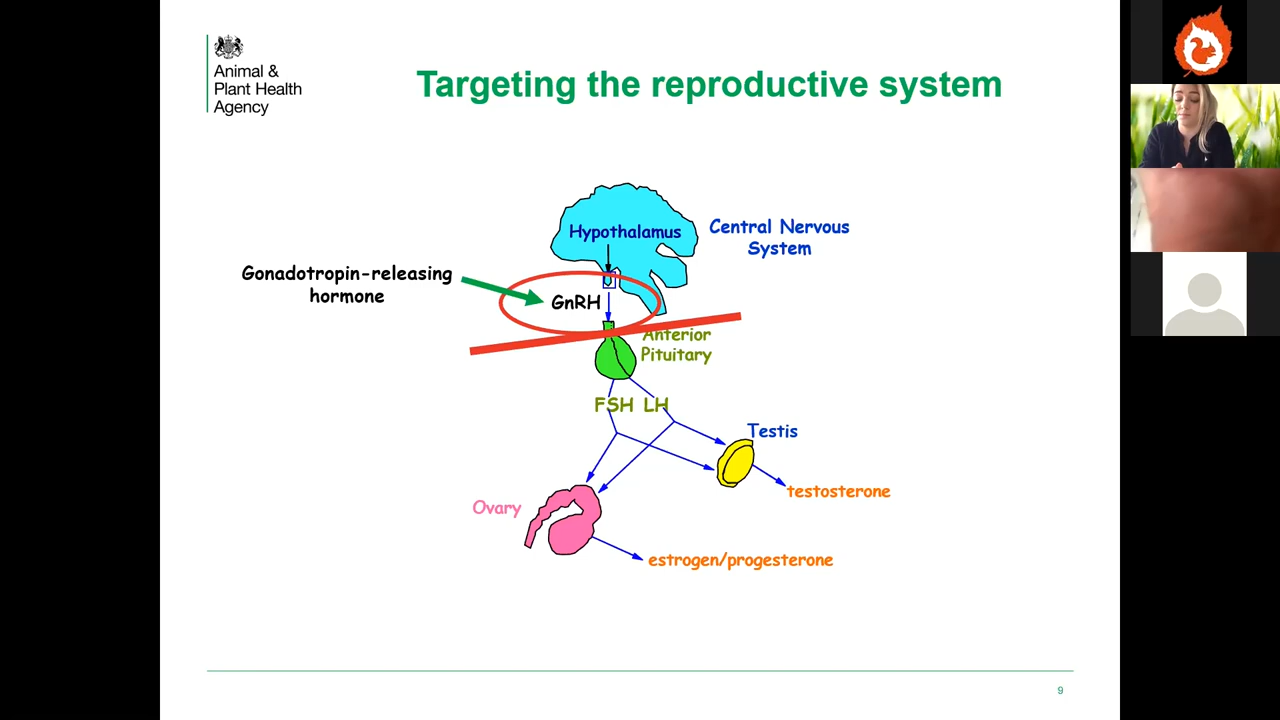 Animal &
Plant Health
Agency
Targeting the reproductive system
Hypothalamus
Central Nervous
System
Gonadotropin-releasing
hormone
GnRH
Anterior
Pituitary
FSH LH
Testis
testosterone
Ovary
estrogen/progesterone
9